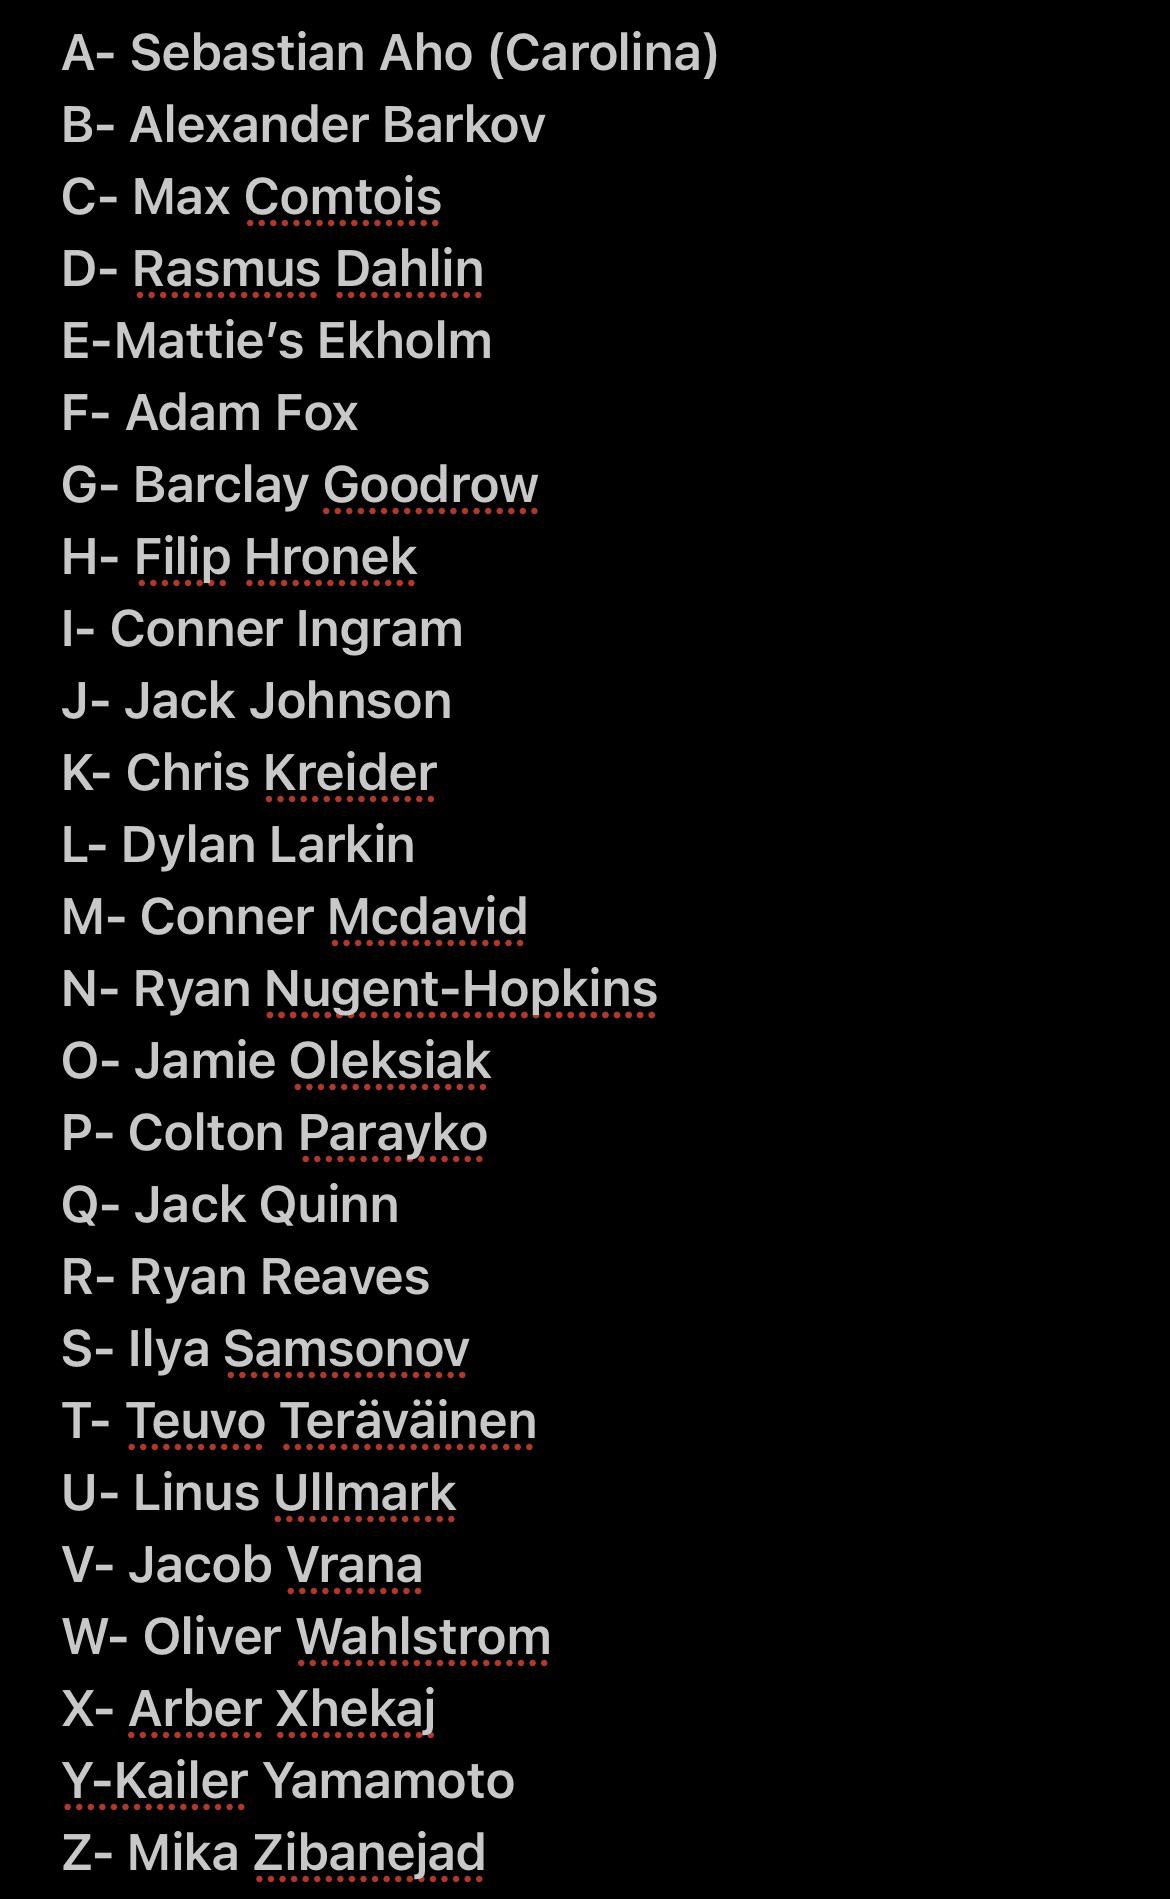 A- Sebastian Aho (Carolina)
B- Alexander Barkov
C- Max Comtois
D- Rasmus Dahlin
E-Mattie’s Ekholm
F- Adam Fox
G- Barclay Goodrow
H- Filip Hronek
I- Conner Ingram
J- Jack Johnson
K- Chris Kreider
L- Dylan Larkin
M- Conner Mcdavid
N- Ryan Nugent-Hopkins
O- Jamie Oleksiak
P- Colton Parayko
Q- Jack Quinn
R- Ryan Reaves
S- Ilya Samsonov
T- Teuvo Teräväinen
U- Linus Ullmark
V- Jacob Vrana
W- Oliver Wahlstrom
X- Arber Xhekaj
Y-Kailer Yamamoto
Z- Mika Zibanejad